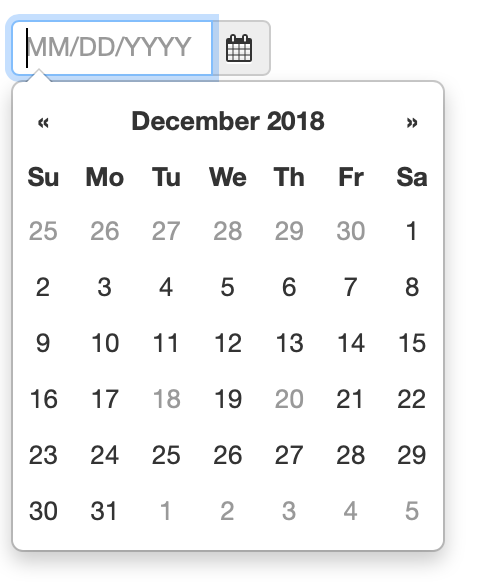 MM/DD/YYYY
« December 2018 »
Su Mo Tu We Th Fr Sa
25 26 27 28 29 30 1
2 3 4 5 6 7 8
9 10 11 12 13 14 15
16 17 18 19 20 21 22
23 24 25 26 27 28 29
30 31 1 2 3 4 5